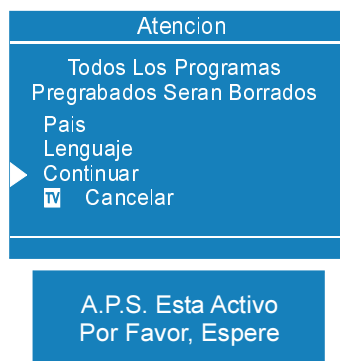 Atencion
Todos Los Programas
Pregrabados Seran Borrados
Pais
Lenguaje
Continuar
TV Cancelar
A.P.S. Esta Activo
Por Favor, Espere